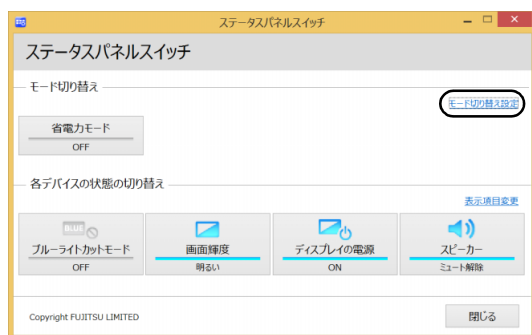 ステータスパネルスイッチ
ステータスパネルスイッチ
モード切り替え
モード切り替え設定
省電力モード
OFF
各デバイスの状態の切り替え
表示項目変更
BLUE
ブルーライトカットモード
OFF
画面輝度
明るい
ディスプレイの電源
ON
スピーカー
ミュート解除
Copyright FUJITSU LIMITED
閉じる